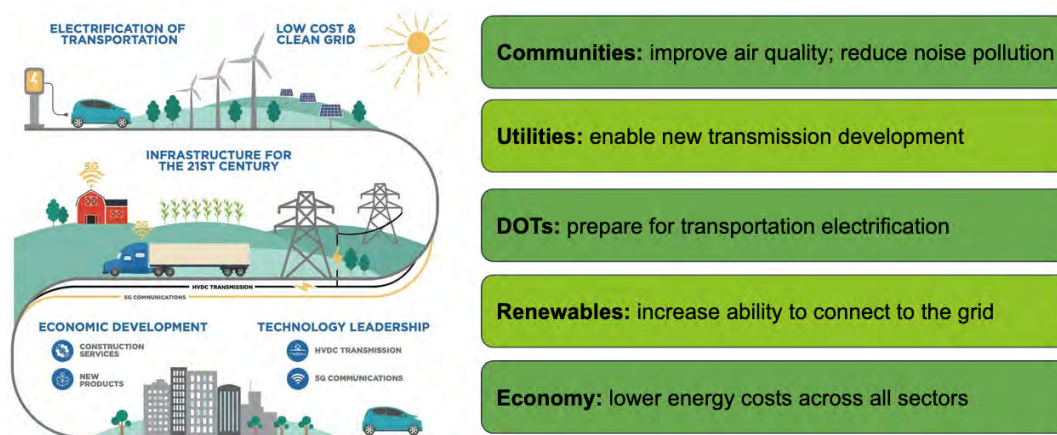 ELECTRIFICATION OF
TRANSPORTATION
LOW COST &
CLEAN GRID
INFRASTRUCTURE FOR
THE 21ST CENTURY
5G
5G
HVDC TRANSMISSION
5G COMMUNICATIONS
ECONOMIC DEVELOPMENT
CONSTRUCTION
SERVICES
NEW
PRODUCTS
TECHNOLOGY LEADERSHIP
HVDC TRANSMISSION
5G COMMUNICATIONS
Communities: improve air quality; reduce noise pollution
Utilities: enable new transmission development
DOTs: prepare for transportation electrification
Renewables: increase ability to connect to the grid
Economy: lower energy costs across all sectors